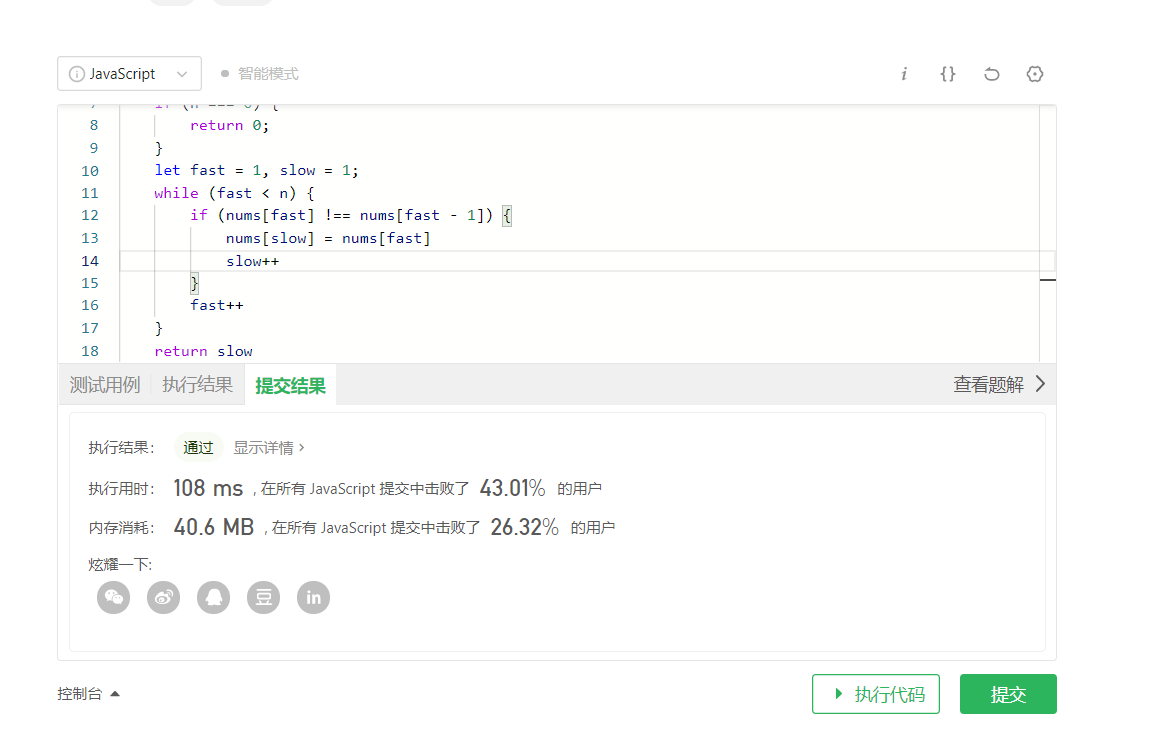 JavaScript 智能模式 i {}
7 if (n === 0) {
8 return 0;
9 }
10 let fast = 1, slow = 1;
11 while (fast < n) {
12 if (nums[fast] !== nums[fast - 1]) {
13 nums[slow] = nums[fast]
14 slow++
15 }
16 fast++
17 }
18 return slow
测试用例 执行结果 提交结果 查看题解 >
执行结果: 通过 显示详情 >
执行用时: 108 ms , 在所有 JavaScript 提交中击败了 43.01% 的用户
内存消耗: 40.6 MB , 在所有 JavaScript 提交中击败了 26.32% 的用户
炫耀一下:
豆 in
控制台 执行代码 提交